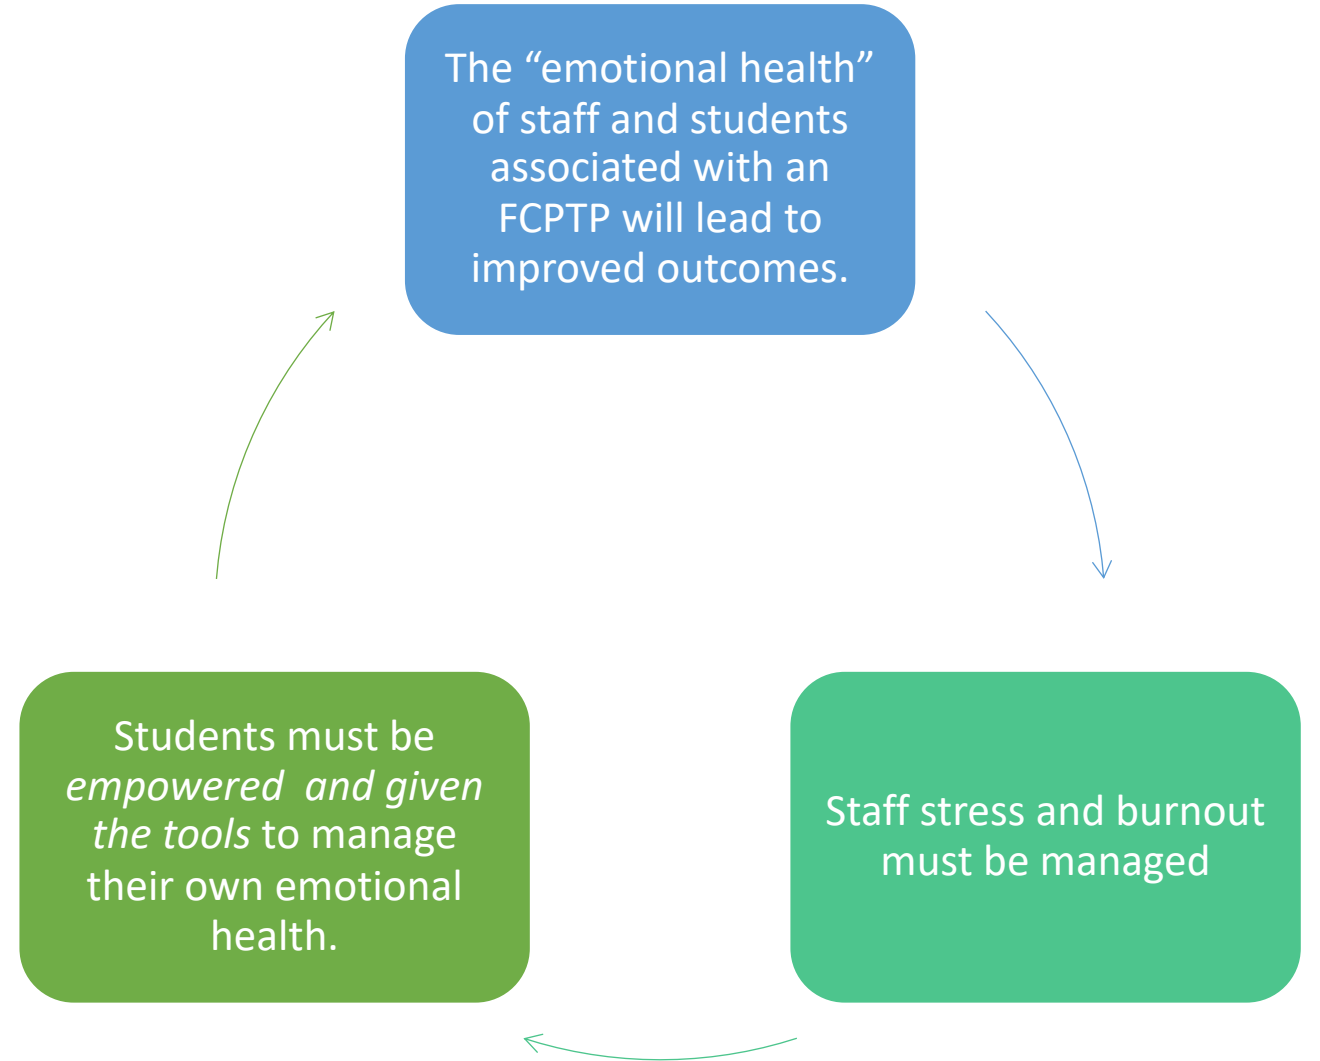 The “emotional health”
of staff and students
associated with an
FCPTP will lead to
improved outcomes.
Staff stress and burnout
must be managed
Students must be
empowered  and given
the tools to manage
their own emotional
health.